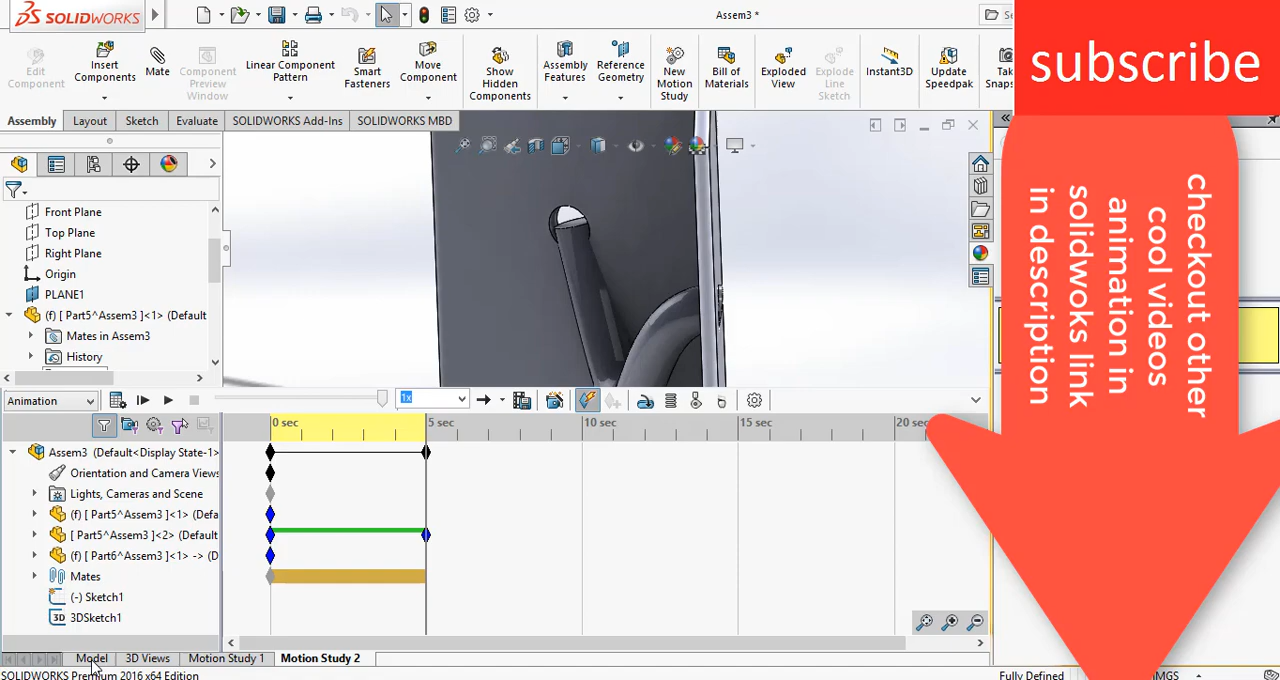 SOLIDWORKS
Assem3 *
Edit Component
Insert Components
Mate
Component Preview Window
Linear Component Pattern
Smart Fasteners
Move Component
Show Hidden Components
Assembly Features
Reference Geometry
New Motion Study
Bill of Materials
Exploded View
Explode Line Sketch
Instant3D
Update Speedpak
subscribe
Assembly
Layout
Sketch
Evaluate
SOLIDWORKS Add-Ins
SOLIDWORKS MBD
checkout other
cool videos
animation in
solidwoks link
in description
Front Plane
Top Plane
Right Plane
Origin
PLANE1
(f) [ Part5^Assem3 ]<1> (Default
Mates in Assem3
History
Animation
1x
0 sec
5 sec
10 sec
15 sec
20 sec
Assem3 (Default<Display State-1>
Orientation and Camera Views
Lights, Cameras and Scene
(f) [ Part5^Assem3 ]<1> (Defa
[ Part5^Assem3 ]<2> (Default
(f) [ Part6^Assem3 ]<1> -> (D
Mates
(-) Sketch1
3D 3DSketch1
Model
3D Views
Motion Study 1
Motion Study 2
SOLIDWORKS Premium 2016 x64 Edition
Fully Defined